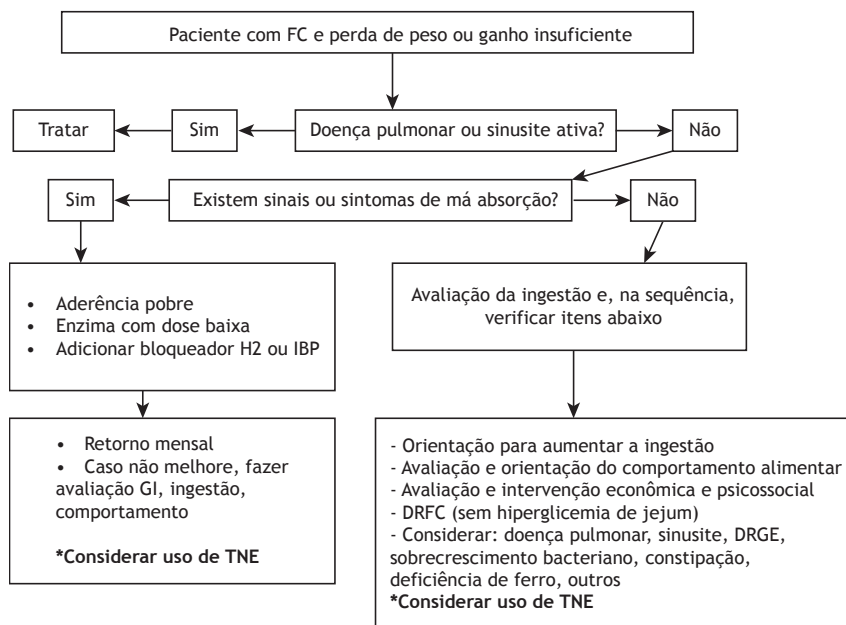 Paciente com FC e perda de peso ou ganho insuficiente
Tratar
Sim
Doença pulmonar ou sinusite ativa?
Não
Sim
Existem sinais ou sintomas de má absorção?
Não
• Aderência pobre
• Enzima com dose baixa
• Adicionar bloqueador H2 ou IBP
Avaliação da ingestão e, na sequência,
verificar itens abaixo
• Retorno mensal
• Caso não melhore, fazer
avaliação GI, ingestão,
comportamento
*Considerar uso de TNE
- Orientação para aumentar a ingestão
- Avaliação e orientação do comportamento alimentar
- Avaliação e intervenção econômica e psicossocial
- DRFC (sem hiperglicemia de jejum)
- Considerar: doença pulmonar, sinusite, DRGE,
sobrecrescimento bacteriano, constipação,
deficiência de ferro, outros
*Considerar uso de TNE